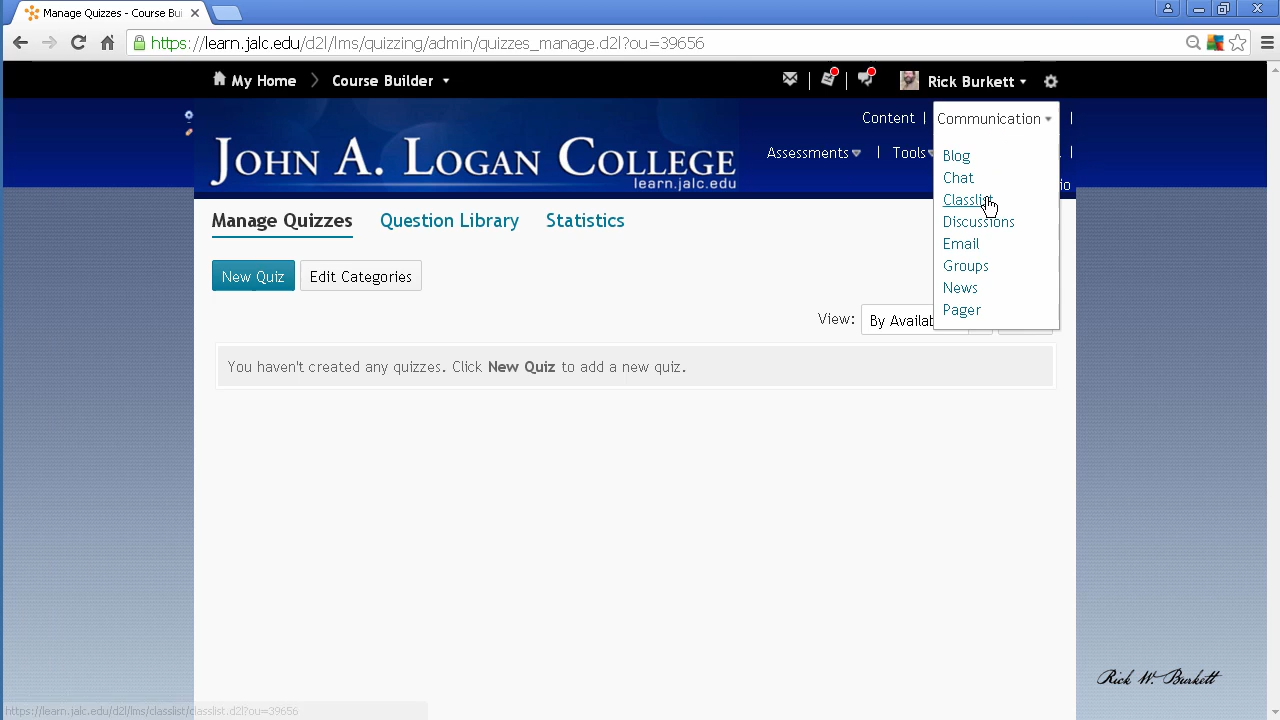 Manage Quizzes - Course Buil
https://learn.jalc.edu/d2l/lms/quizzing/admin/quizzes_manage.d2l?ou=39656
My Home
Course Builder
Rick Burkett
Content
Communication
Assessments
Tools
JOHN A. LOGAN COLLEGE
learn.jalc.edu
Blog
Chat
Classlist
Discussions
Email
Groups
News
Pager
Manage Quizzes
Question Library
Statistics
New Quiz
Edit Categories
View:
By Availab
You haven't created any quizzes. Click New Quiz to add a new quiz.
Rick W. Burkett
https://learn.jalc.edu/d2l/lms/classlist/classlist.d2l?ou=39656